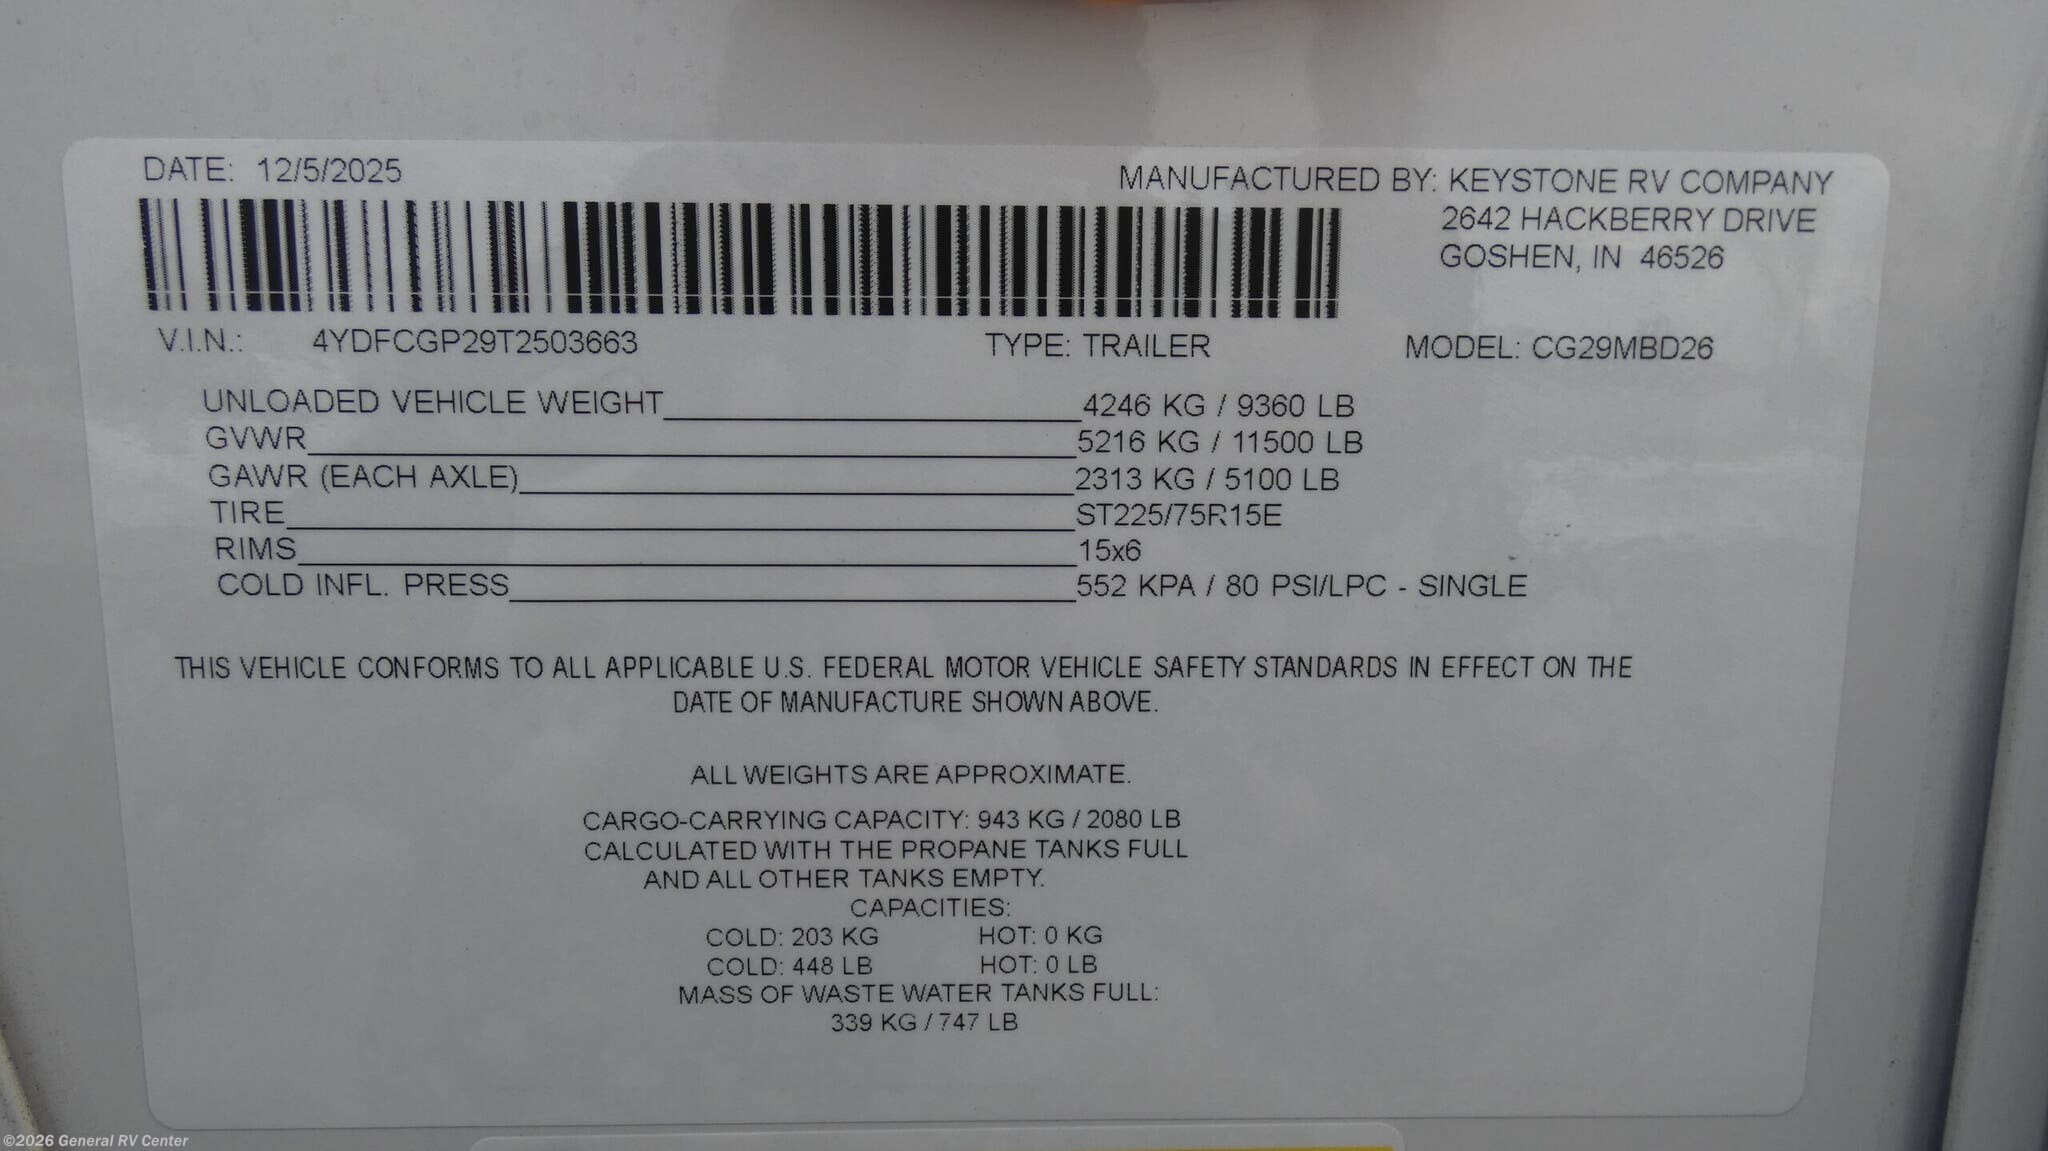 DATE: 12/5/2025
MANUFACTURED BY: KEYSTONE RV COMPANY
2642 HACKBERRY DRIVE
GOSHEN, IN 46526
V.I.N.: 4YDFCGP29T2503663 TYPE: TRAILER MODEL: CG29MBD26
UNLOADED VEHICLE WEIGHT 4246 KG / 9360 LB
GVWR 5216 KG / 11500 LB
GAWR (EACH AXLE) 2313 KG / 5100 LB
TIRE ST225/75R15E
RIMS 15x6
COLD INFL. PRESS 552 KPA / 80 PSI/LPC - SINGLE
THIS VEHICLE CONFORMS TO ALL APPLICABLE U.S. FEDERAL MOTOR VEHICLE SAFETY STANDARDS IN EFFECT ON THE
DATE OF MANUFACTURE SHOWN ABOVE.
ALL WEIGHTS ARE APPROXIMATE.
CARGO-CARRYING CAPACITY: 943 KG / 2080 LB
CALCULATED WITH THE PROPANE TANKS FULL
AND ALL OTHER TANKS EMPTY.
CAPACITIES:
COLD: 203 KG HOT: 0 KG
COLD: 448 LB HOT: 0 LB
MASS OF WASTE WATER TANKS FULL:
339 KG / 747 LB
©2026 General RV Center